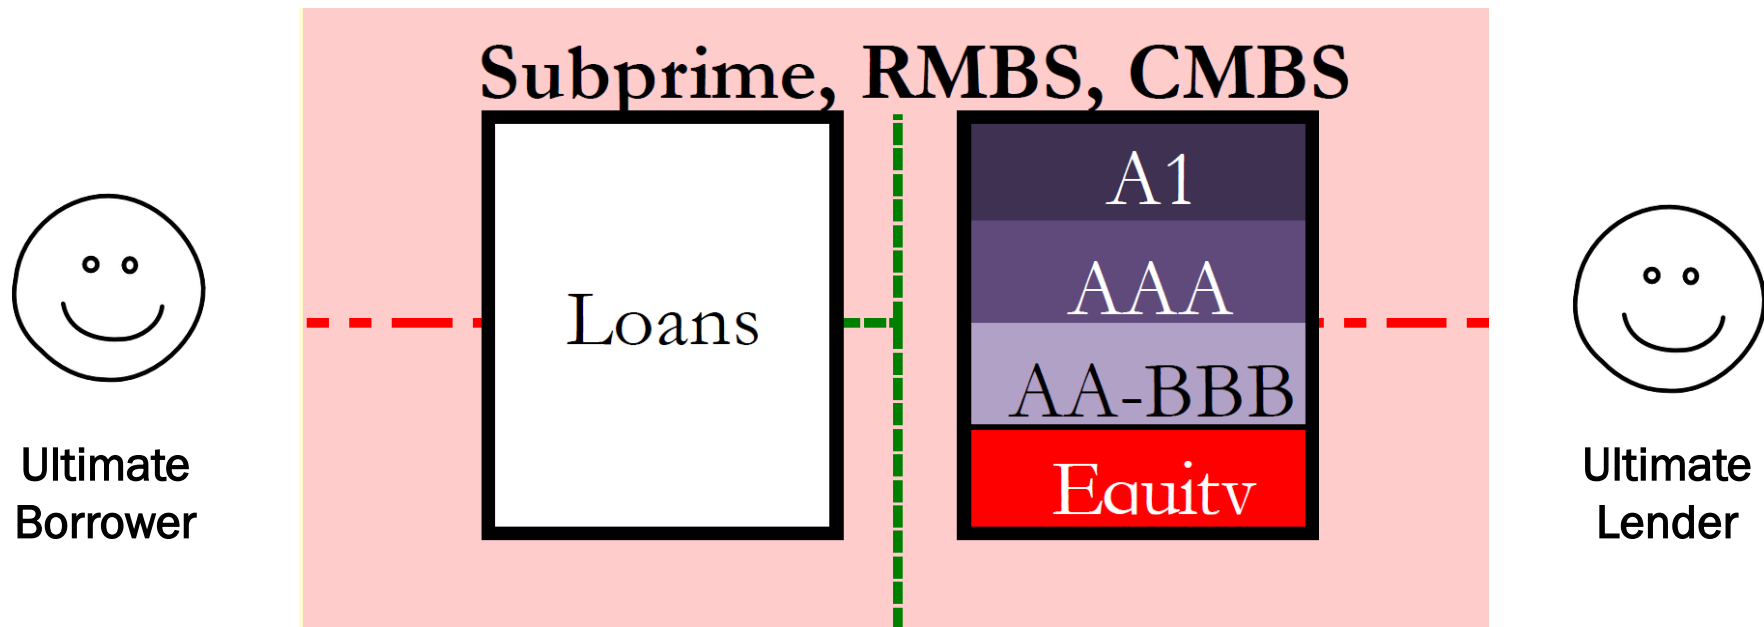 Subprime, RMBS, CMBS
Loans
A1
AAA
AA-BBB
Equity
Ultimate
Borrower
Ultimate
Lender